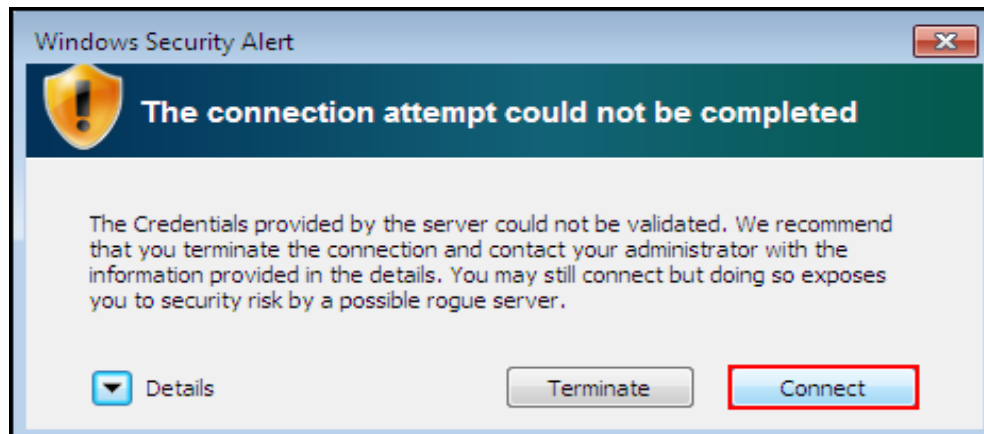 Windows Security Alert
The connection attempt could not be completed
The Credentials provided by the server could not be validated. We recommend
that you terminate the connection and contact your administrator with the
information provided in the details. You may still connect but doing so exposes
you to security risk by a possible rogue server.
Details Terminate Connect